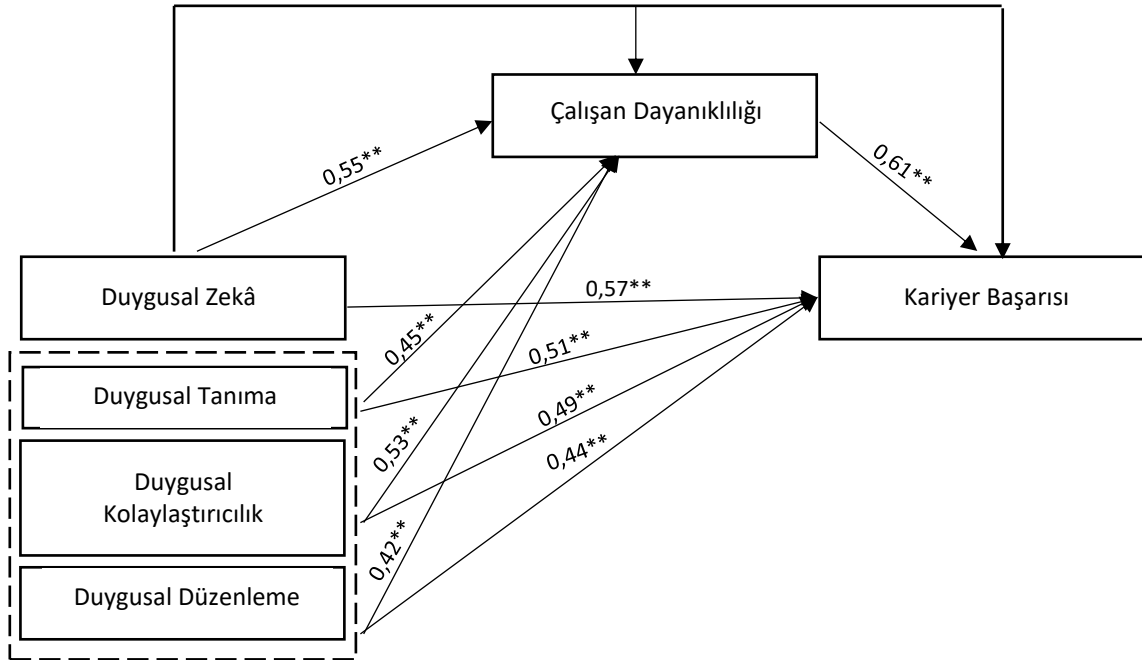 Çalışan Dayanıklılığı
0,55**
0,61**
Duygusal Zekâ
0,57**
Kariyer Başarısı
0,45**
0,51**
Duygusal Tanıma
0,49**
0,53**
0,44**
Duygusal
Kolaylaştırıcılık
0,42**
Duygusal Düzenleme